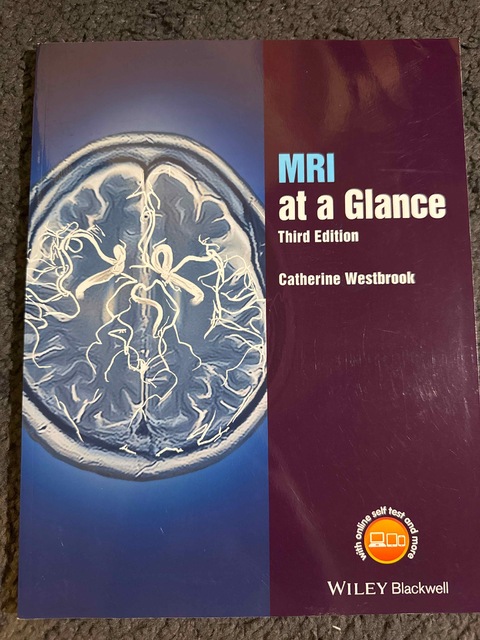 MRI
at a Glance
Third Edition
Catherine Westbrook
with online self test and more
WILEY Blackwell